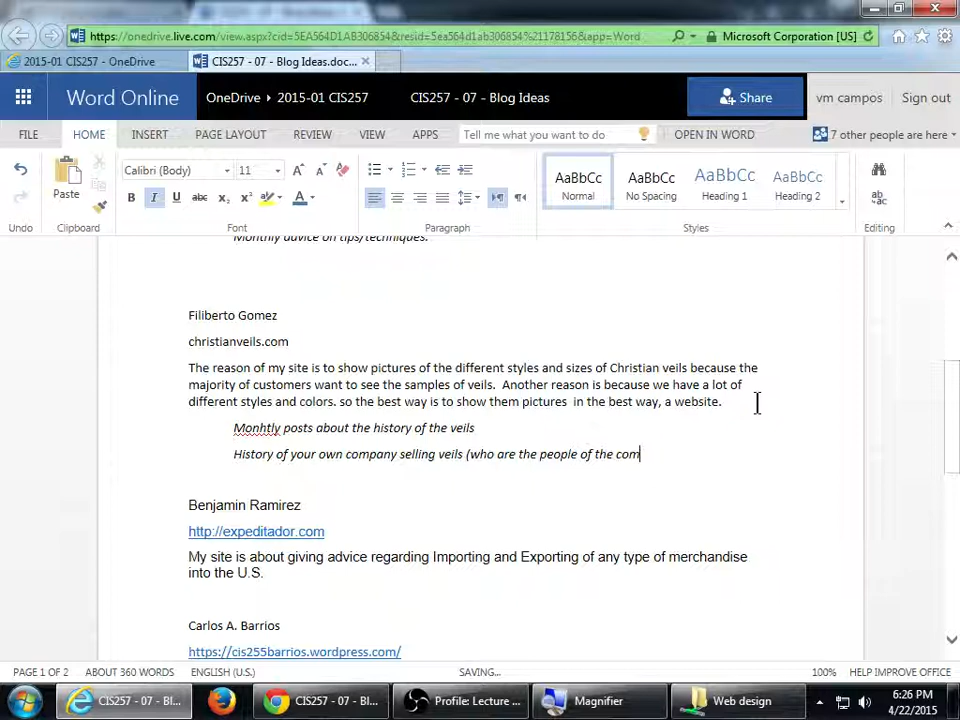 https://onedrive.live.com/view.aspx?cid=5EA564D1AB306854&resid=5ea564d1ab306854%21178156&app=Word
Microsoft Corporation [US]
2015-01 CIS257 - OneDrive
CIS257 - 07 - Blog Ideas.doc...
Word Online
OneDrive ▸ 2015-01 CIS257
CIS257 - 07 - Blog Ideas
Share
vm campos
Sign out
FILE HOME INSERT PAGE LAYOUT REVIEW VIEW APPS Tell me what you want to do OPEN IN WORD 7 other people are here
Calibri (Body) 11
Paste
B I U abc x₂ x² A
AaBbCc AaBbCc AaBbCc AaBbCc
Normal No Spacing Heading 1 Heading 2
Undo Clipboard Font Paragraph Styles Editing
Monthly advice on tips/techniques.
Filiberto Gomez
christianveils.com
The reason of my site is to show pictures of the different styles and sizes of Christian veils because the
majority of customers want to see the samples of veils.  Another reason is because we have a lot of
different styles and colors. so the best way is to show them pictures  in the best way, a website.
Monhtly posts about the history of the veils
History of your own company selling veils (who are the people of the com
Benjamin Ramirez
http://expeditador.com
My site is about giving advice regarding Importing and Exporting of any type of merchandise
into the U.S.
Carlos A. Barrios
https://cis255barrios.wordpress.com/
PAGE 1 OF 2 ABOUT 360 WORDS ENGLISH (U.S.) SAVING... 100% HELP IMPROVE OFFICE
CIS257 - 07 - Bl... CIS257 - 07 - Bl... Profile: Lecture ... Magnifier Web design
6:26 PM
4/22/2015